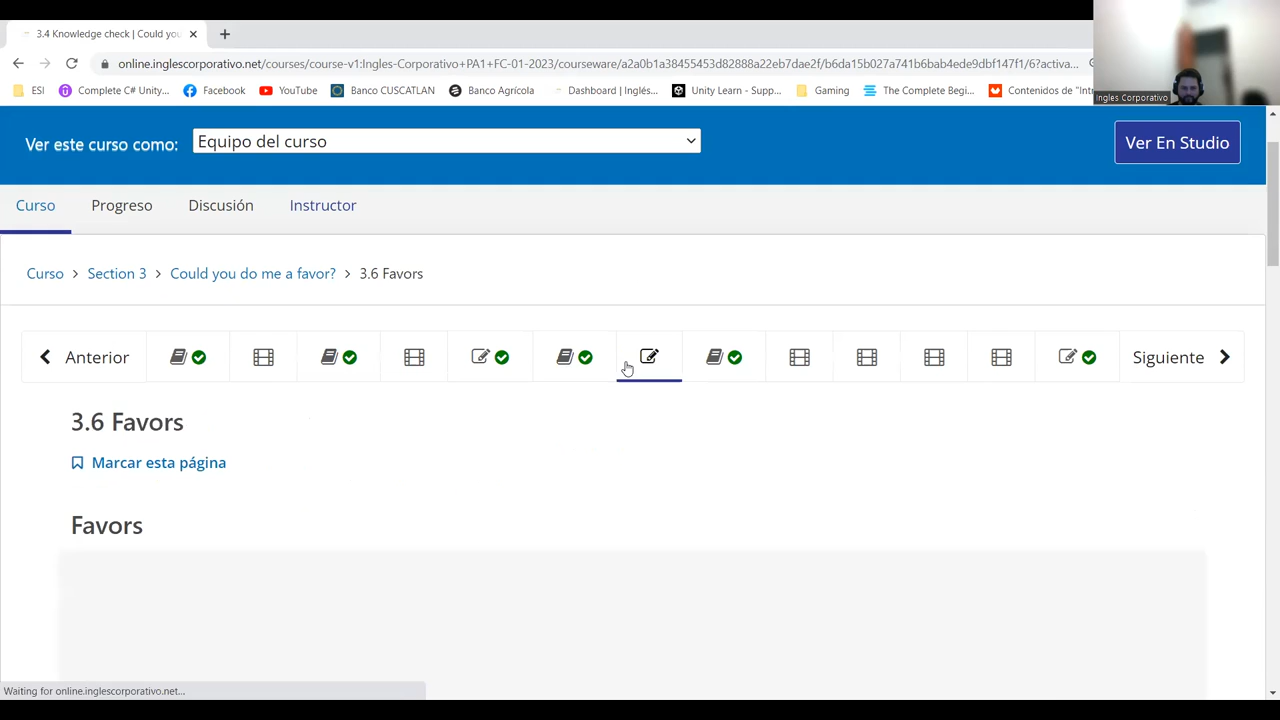 3.4 Knowledge check | Could you
online.inglescorporativo.net/courses/course-v1:Ingles-Corporativo+PA1+FC-01-2023/courseware/a2a0b1a38455453d82888a22eb7dae2f/b6da15b027a741b6bab4ede9dbf147f1/6?activa...
ESI Complete C# Unity... Facebook YouTube Banco CUSCATLAN Banco Agrícola Dashboard | Inglés... Unity Learn - Supp... Gaming The Complete Begi... Contenidos de "Int
Ingles Corporativo
Ver este curso como: Equipo del curso Ver En Studio
Curso Progreso Discusión Instructor
Curso > Section 3 > Could you do me a favor? > 3.6 Favors
Anterior Siguiente
3.6 Favors
Marcar esta página
Favors
Waiting for online.inglescorporativo.net...